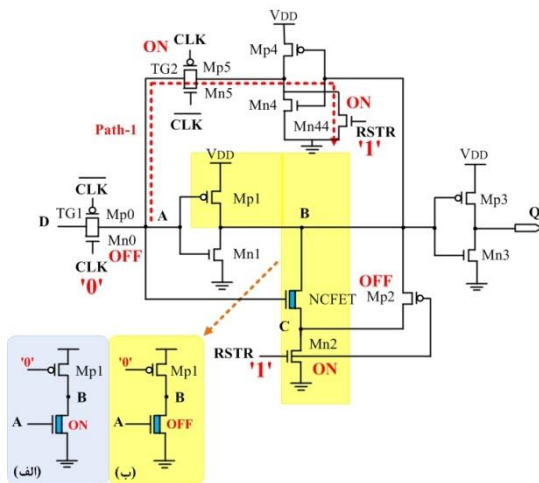 VDD
ON
CLK
Mp4
TG2
Mp5
Mn5
Mn4
ON
CLK
Mn44
RSTR
'1'
Path-1
VDD
VDD
CLK
Mp1
Mp3
TG1
Mp0
A
B
Q
D
Mn0
Mn1
Mn3
CLK
OFF
'0'
OFF
NCFET
Mp2
C
Mn2
RSTR
'1'
ON
'0'
Mp1
B
A
ON
(الف)
'0'
Mp1
B
A
OFF
(ب)